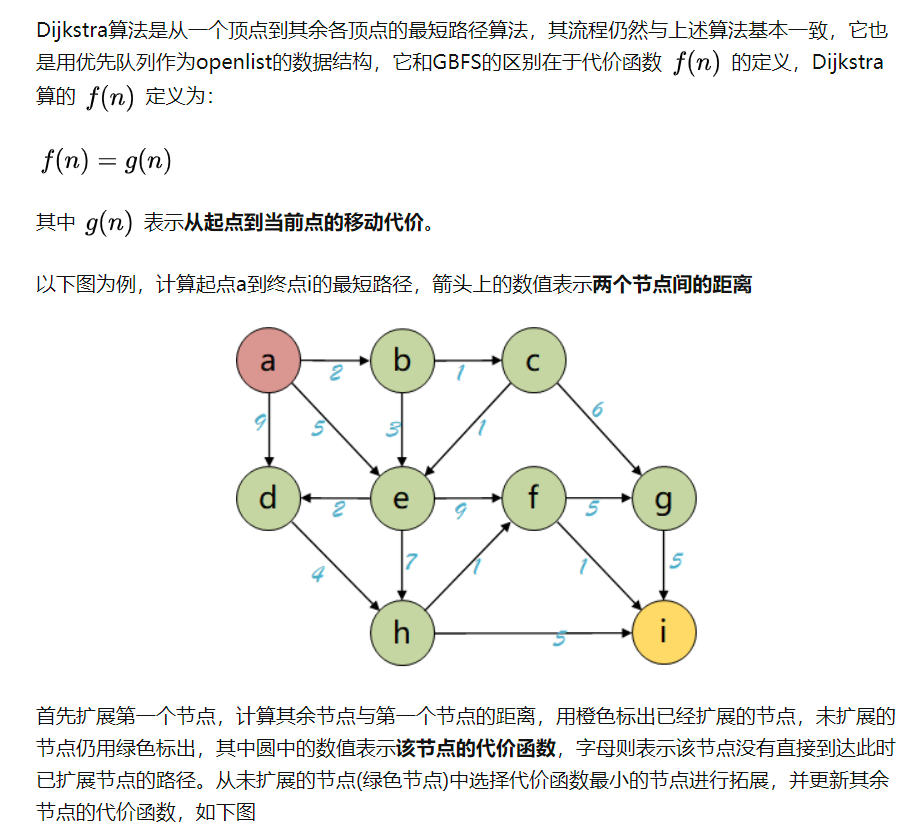 Dijkstra算法是从一个顶点到其余各顶点的最短路径算法，其流程仍然与上述算法基本一致，它也
是用优先队列作为openlist的数据结构，它和GBFS的区别在于代价函数 f(n) 的定义，Dijkstra
算的 f(n) 定义为：
f(n) = g(n)
其中 g(n) 表示从起点到当前点的移动代价。
以下图为例，计算起点a到终点i的最短路径，箭头上的数值表示两个节点间的距离
a 2 b 1 c
9 5 3 1 6
d 2 e 9 f 5 g
4 7 1 1 5
h 5 i
首先扩展第一个节点，计算其余节点与第一个节点的距离，用橙色标出已经扩展的节点，未扩展的
节点仍用绿色标出，其中圆中的数值表示该节点的代价函数，字母则表示该节点没有直接到达此时
已扩展节点的路径。从未扩展的节点(绿色节点)中选择代价函数最小的节点进行拓展，并更新其余
节点的代价函数，如下图